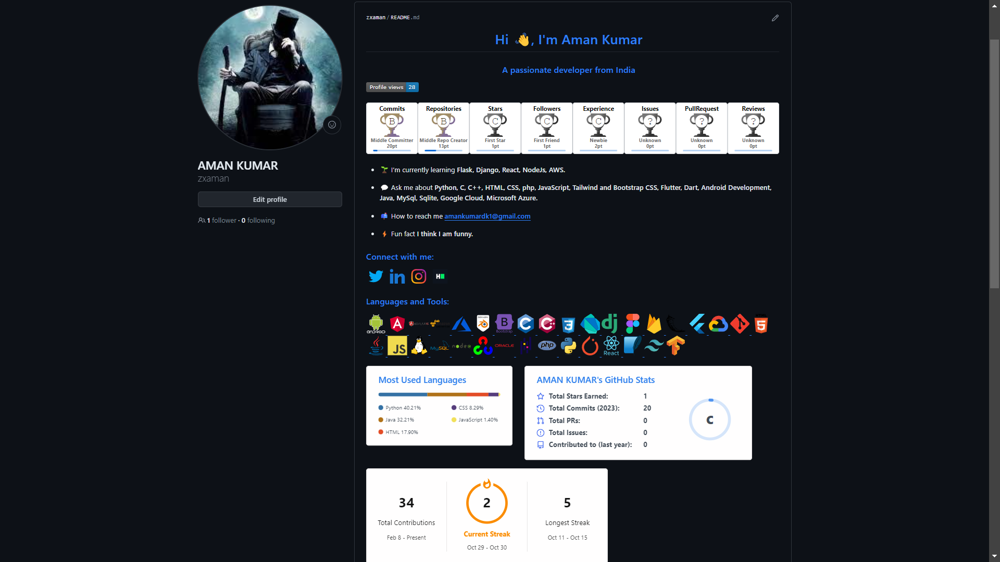 AMAN KUMAR
zxaman
Edit profile
1 follower · 0 following
zxaman/README.md
Hi 👋, I'm Aman Kumar
A passionate developer from India
Profile views 28
Commits Repositories Stars Followers Experience Issues PullRequest Reviews
B B C C C ? ? ?
Middle Committer Middle Repo Creator First Star First Friend Newbie Unknown Unknown Unknown
20pt 13pt 1pt 1pt 2pt 0pt 0pt 0pt
• 🌱 I’m currently learning Flask, Django, React, NodeJs, AWS.
• 💬 Ask me about Python, C, C++, HTML, CSS, php, JavaScript, Tailwind and Bootstrap CSS, Flutter, Dart, Android Development,
Java, MySql, Sqlite, Google Cloud, Microsoft Azure.
• 📫 How to reach me amankumardk1@gmail.com
• ⚡ Fun fact I think I am funny.
Connect with me:
in H
Languages and Tools:
ANDROID A blender B Bootstrap C C++ 3 dj HTML 5
JS MySQL node ORACLE php React
Most Used Languages
Python 40.21%
Java 32.21%
HTML 17.90%
CSS 8.29%
JavaScript 1.40%
AMAN KUMAR's GitHub Stats
Total Stars Earned: 1
Total Commits (2023): 20
Total PRs: 0
Total Issues: 0
Contributed to (last year): 0
C
34
Total Contributions
Feb 8 - Present
2
Current Streak
Oct 29 - Oct 30
5
Longest Streak
Oct 11 - Oct 15